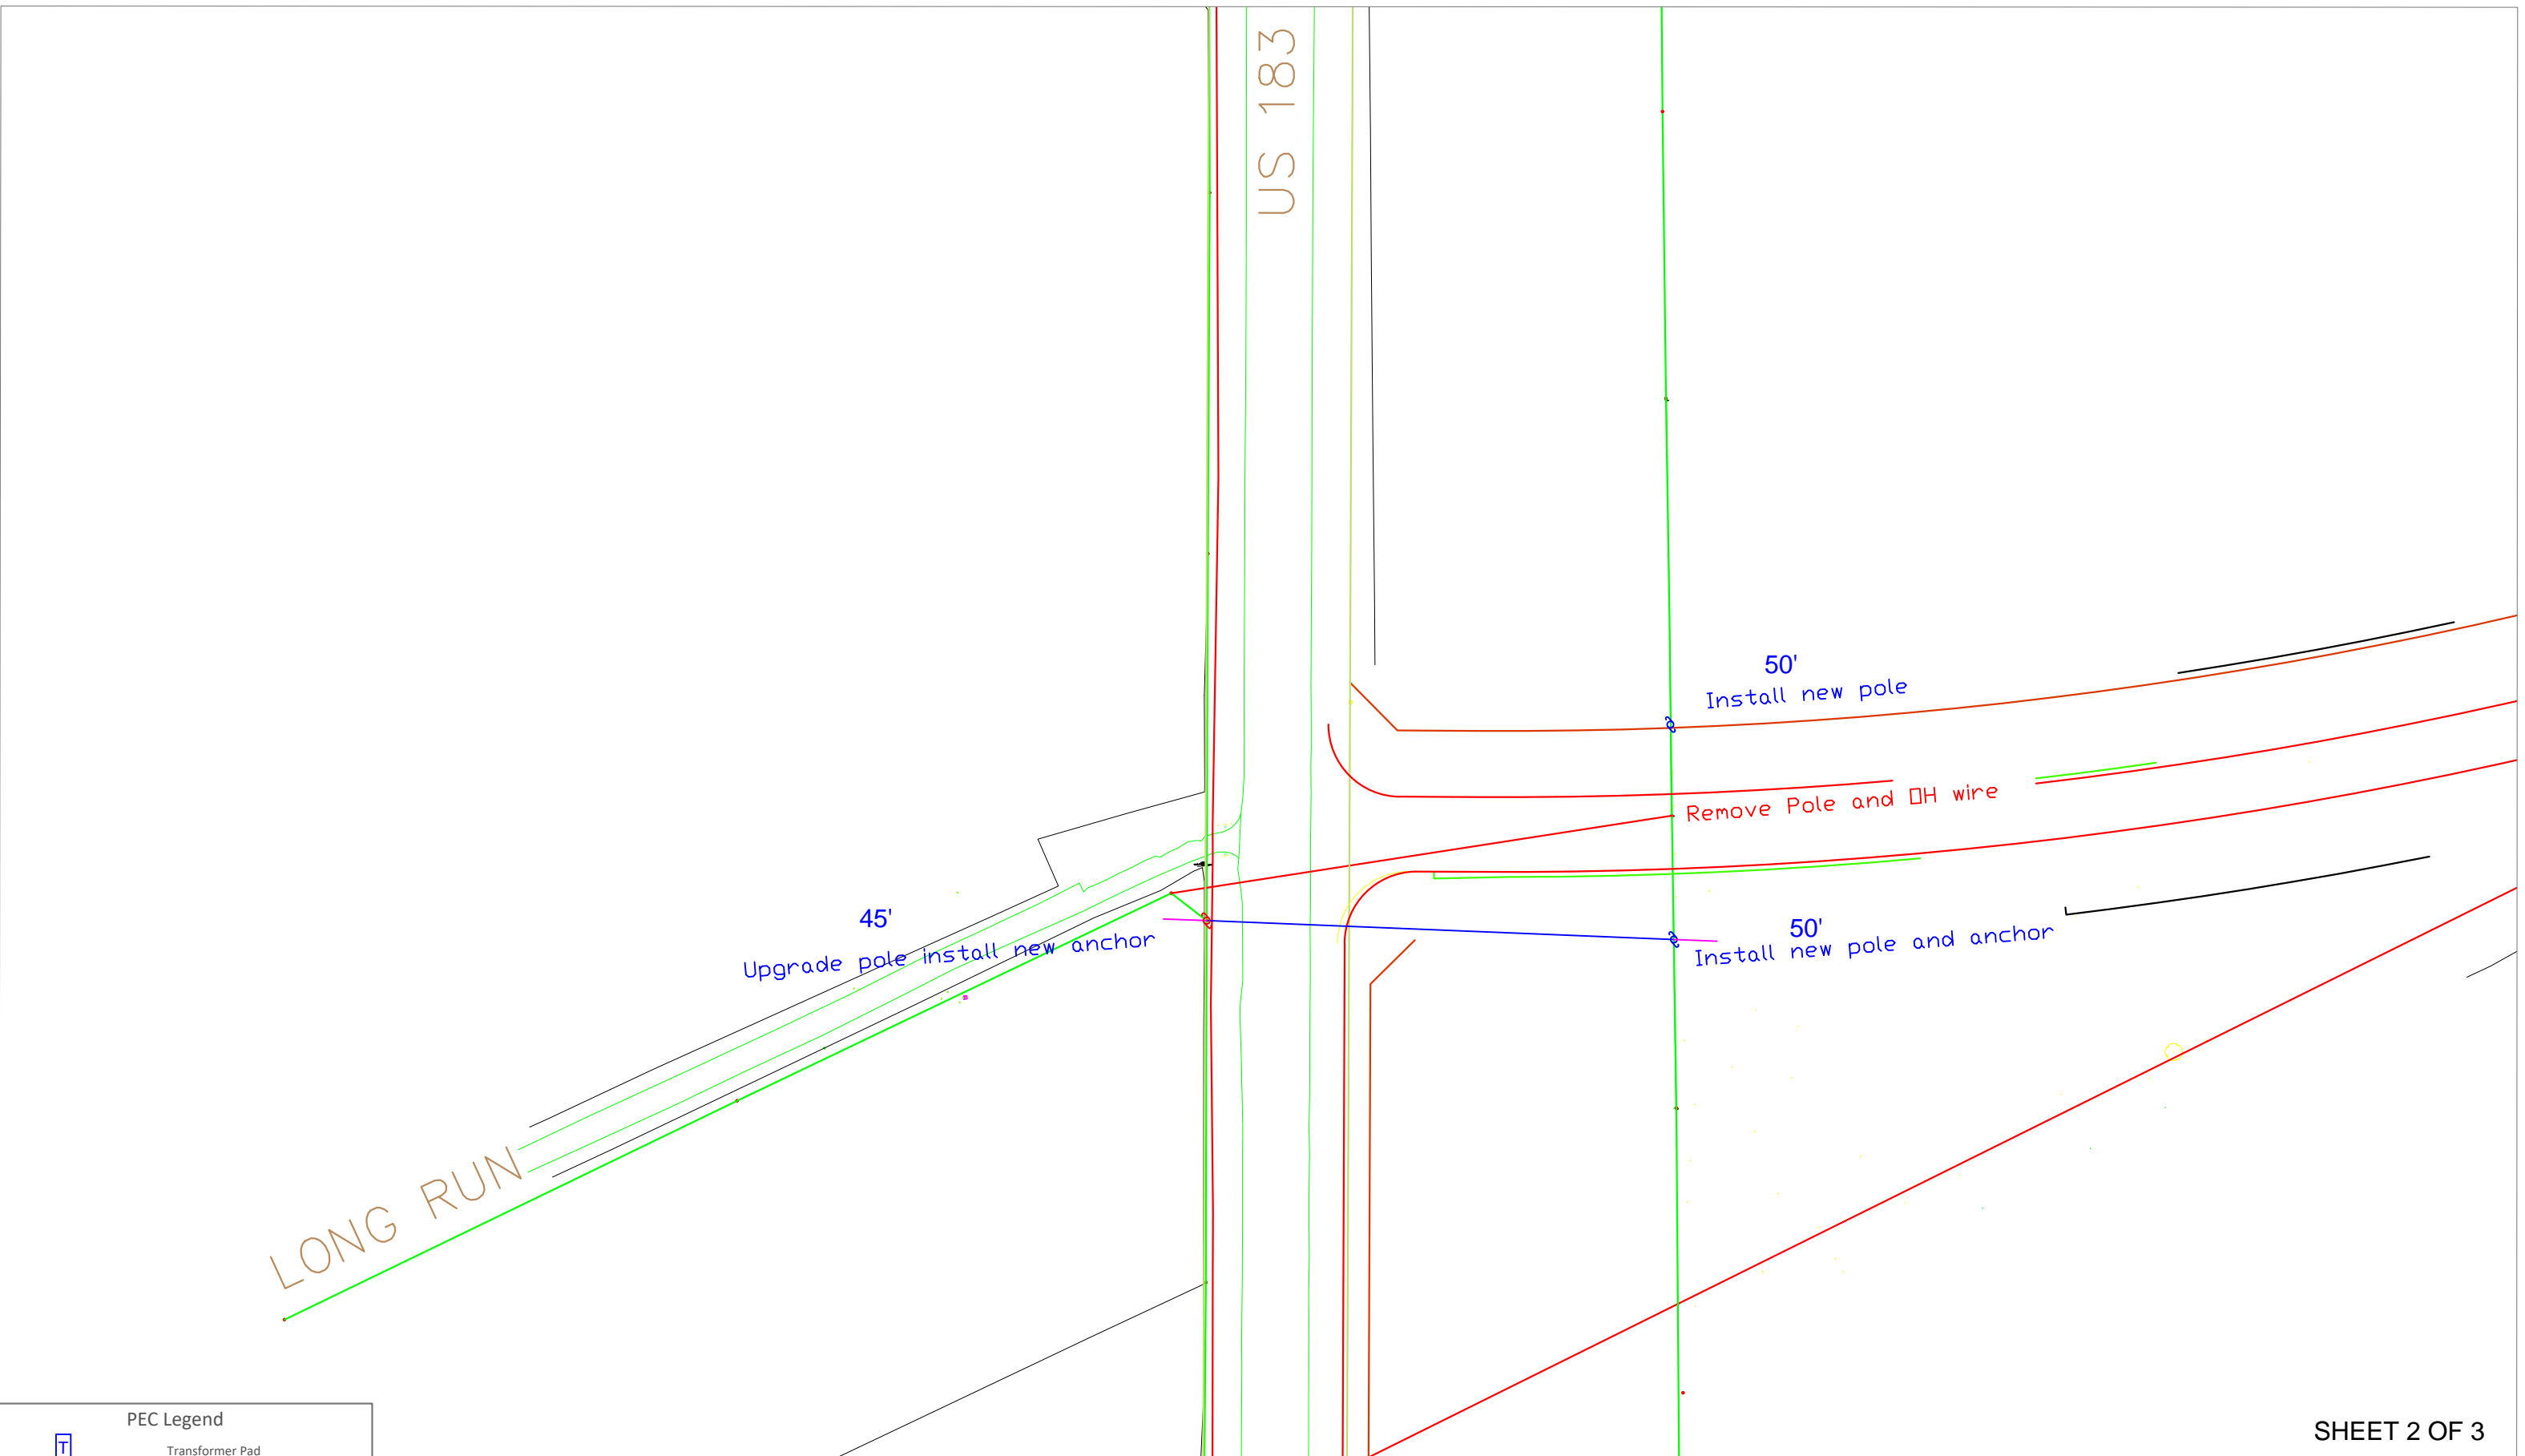 US 183
50'
Install new pole
Remove Pole and OH wire
45'
Upgrade pole install new anchor
50'
Install new pole and anchor
LONG RUN
PEC Legend
T
Transformer Pad
SHEET 2 OF 3